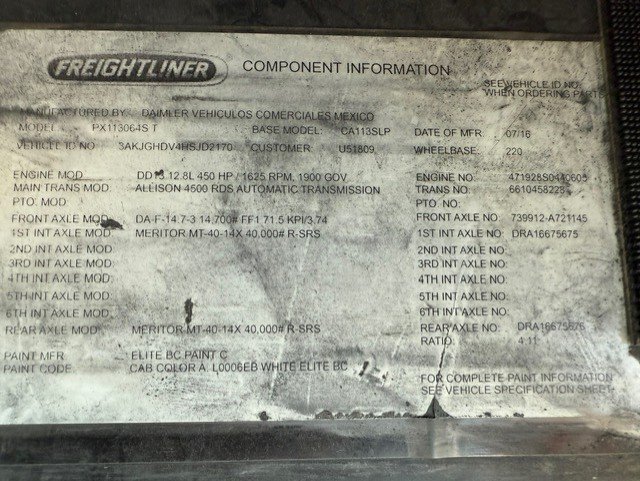 FREIGHTLINER COMPONENT INFORMATION
SEE VEHICLE ID NO.
WHEN ORDERING PARTS
MANUFACTURED BY: DAIMLER VEHICULOS COMERCIALES MEXICO
MODEL: PX113064S T BASE MODEL: CA113SLP DATE OF MFR: 07/16
VEHICLE ID NO: 3AKJGHDV4HSJD2170 CUSTOMER: U51809 WHEELBASE: 220
ENGINE MOD: DD13 12.8L 450 HP / 1625 RPM, 1900 GOV ENGINE NO: 471928S0440603
MAIN TRANS MOD: ALLISON 4500 RDS AUTOMATIC TRANSMISSION TRANS NO: 6610458223
PTO MOD: PTO NO:
FRONT AXLE MOD: DA-F-14.7-3 14,700# FF1 71.5 KPI/3.74 FRONT AXLE NO: 739912-A721145
1ST INT AXLE MOD: MERITOR MT-40-14X 40,000# R-SRS 1ST INT AXLE NO: DRA16675675
2ND INT AXLE MOD: 2ND INT AXLE NO:
3RD INT AXLE MOD: 3RD INT AXLE NO:
4TH INT AXLE MOD: 4TH INT AXLE NO:
5TH INT AXLE MOD: 5TH INT AXLE NO:
6TH INT AXLE MOD: 6TH INT AXLE NO:
REAR AXLE MOD: MERITOR MT-40-14X 40,000# R-SRS REAR AXLE NO: DRA16675676
RATIO: 4.11
PAINT MFR: ELITE BC PAINT C
PAINT CODE: CAB COLOR A: L0006EB WHITE ELITE BC
FOR COMPLETE PAINT INFORMATION
SEE VEHICLE SPECIFICATION SHEET